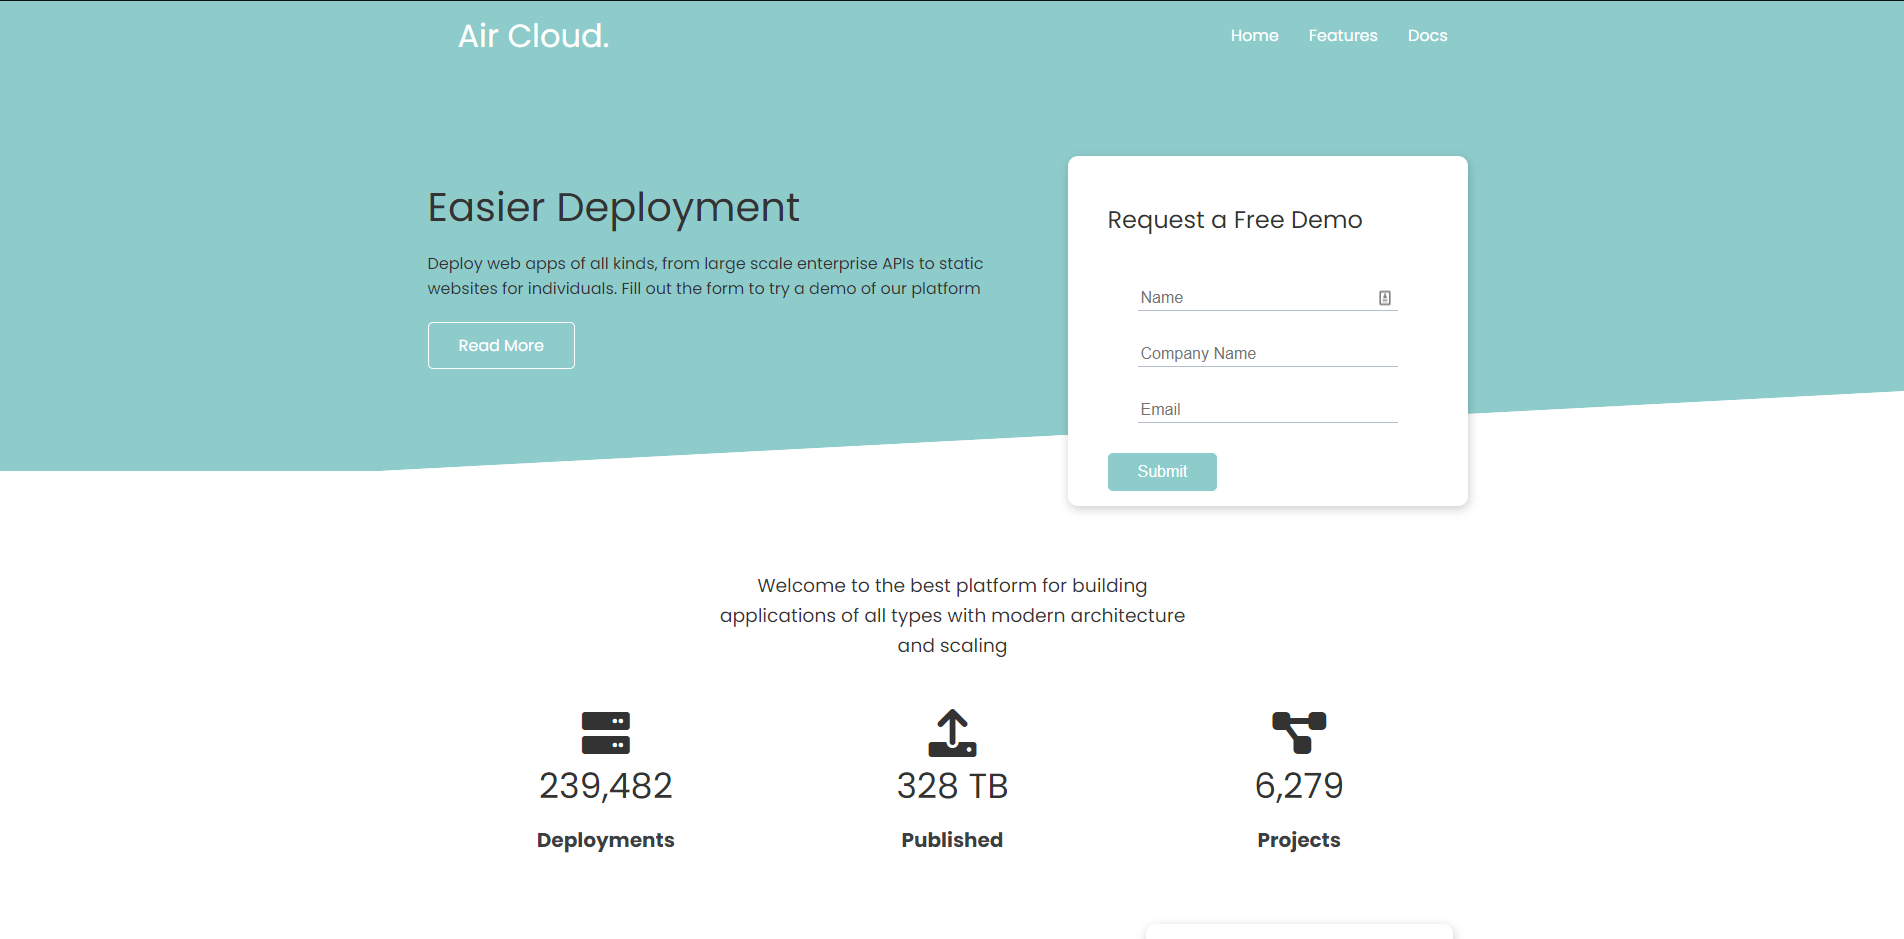 Air Cloud.
Home
Features
Docs
Easier Deployment
Deploy web apps of all kinds, from large scale enterprise APIs to static
websites for individuals. Fill out the form to try a demo of our platform
Read More
Request a Free Demo
Name
Company Name
Email
Submit
Welcome to the best platform for building
applications of all types with modern architecture
and scaling
239,482
Deployments
328 TB
Published
6,279
Projects